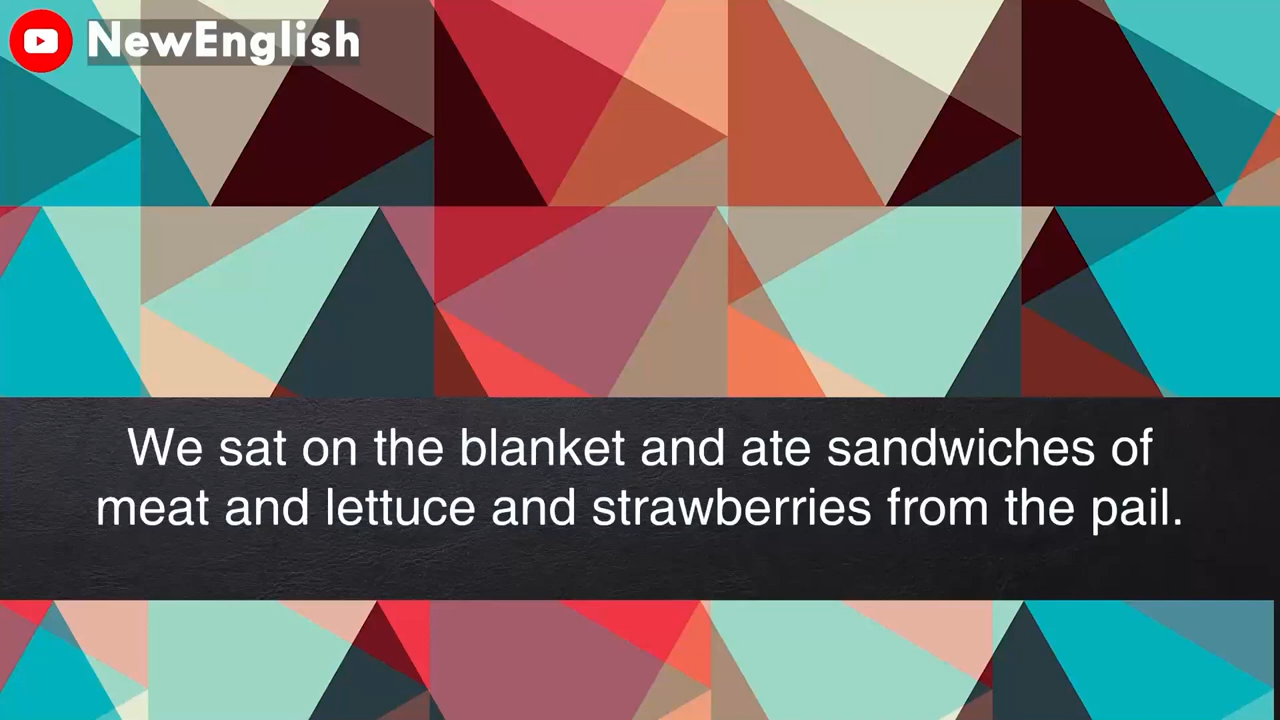 NewEnglish
We sat on the blanket and ate sandwiches of
meat and lettuce and strawberries from the pail.